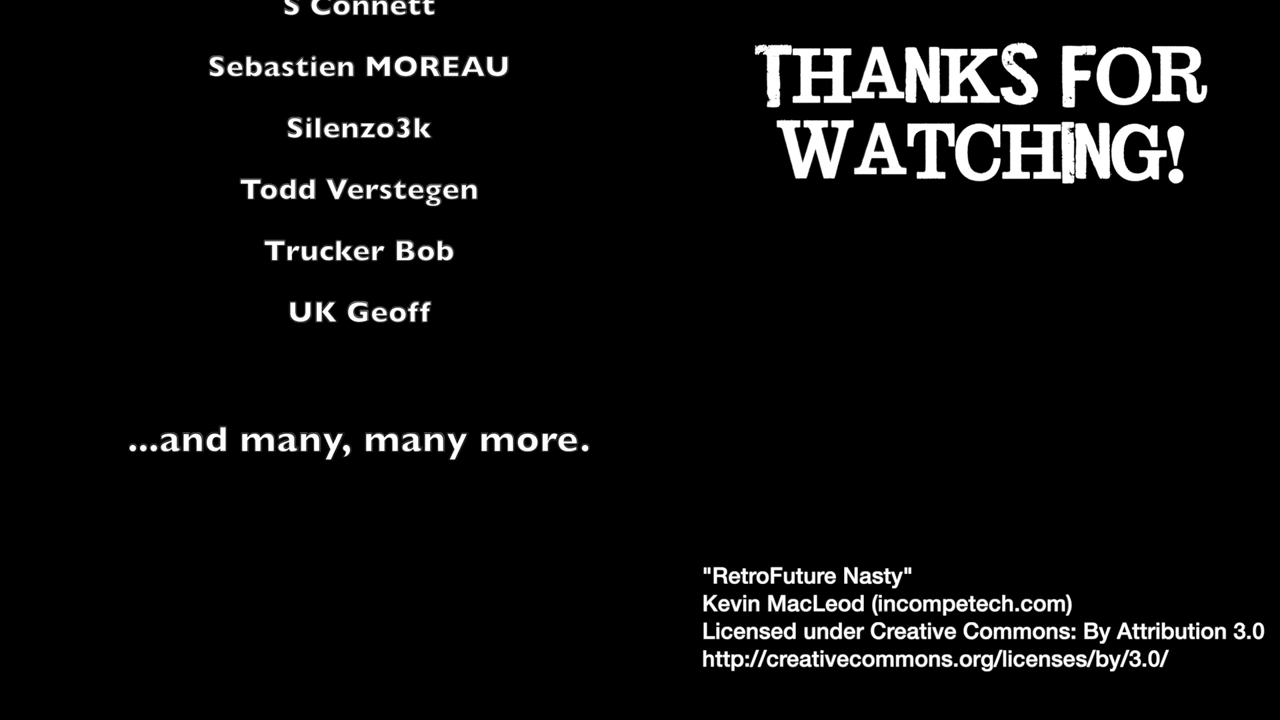 S Connett
Sebastien MOREAU
Silenzo3k
Todd Verstegen
Trucker Bob
UK Geoff
...and many, many more.
THANKS FOR
WATCHING!
"RetroFuture Nasty"
Kevin MacLeod (incompetech.com)
Licensed under Creative Commons: By Attribution 3.0
http://creativecommons.org/licenses/by/3.0/